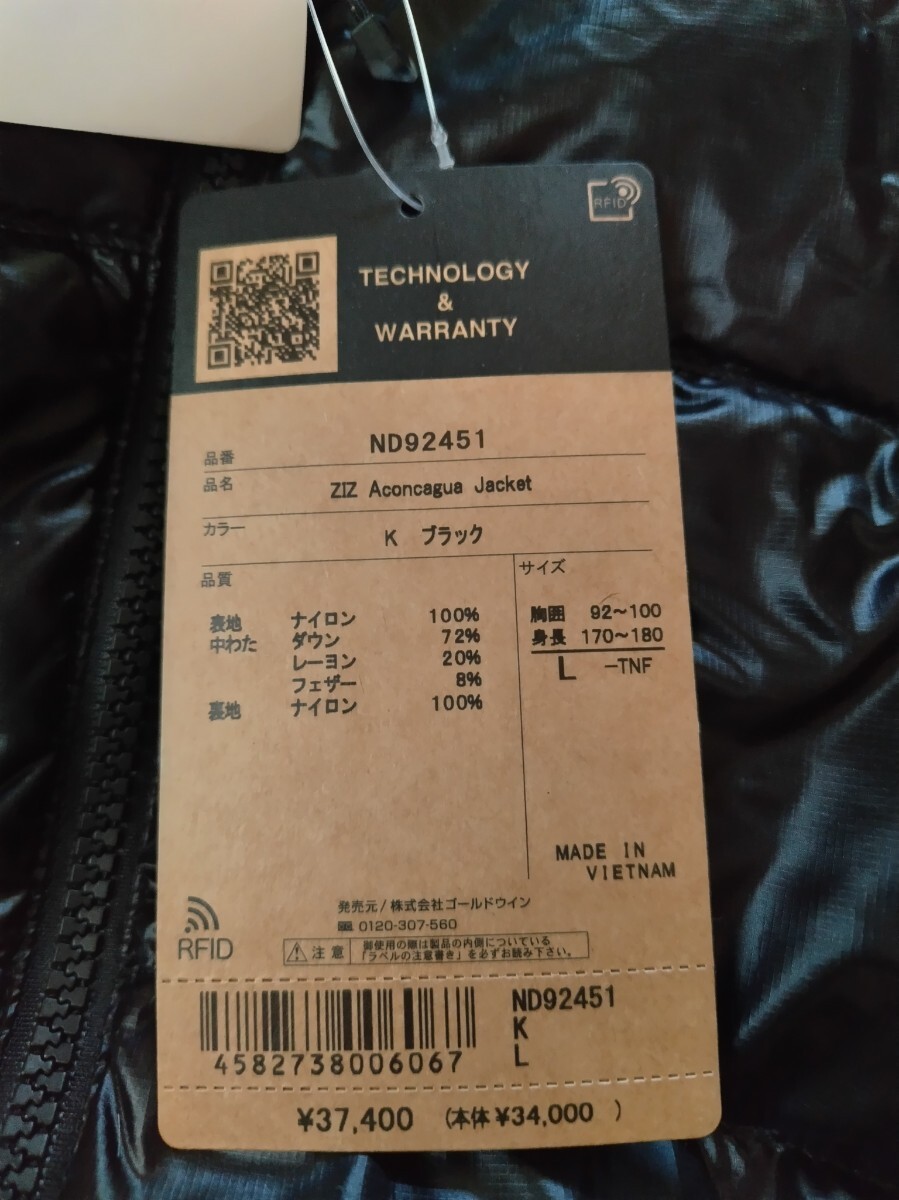 RFID
TECHNOLOGY
&
WARRANTY
品番 ND92451
品名 ZIZ Aconcagua Jacket
カラー K ブラック
品質
表地 ナイロン 100%
中わた ダウン 72%
レーヨン 20%
フェザー 8%
裏地 ナイロン 100%
サイズ
胸囲 92～100
身長 170～180
L -TNF
MADE IN
VIETNAM
RFID
発売元/株式会社ゴールドウイン
0120-307-560
注意 御使用の際は製品の内側についている
「ラベルの注意書き」を必ずお読み下さい。
4582738006067
ND92451
K
L
¥37,400 (本体¥34,000 )